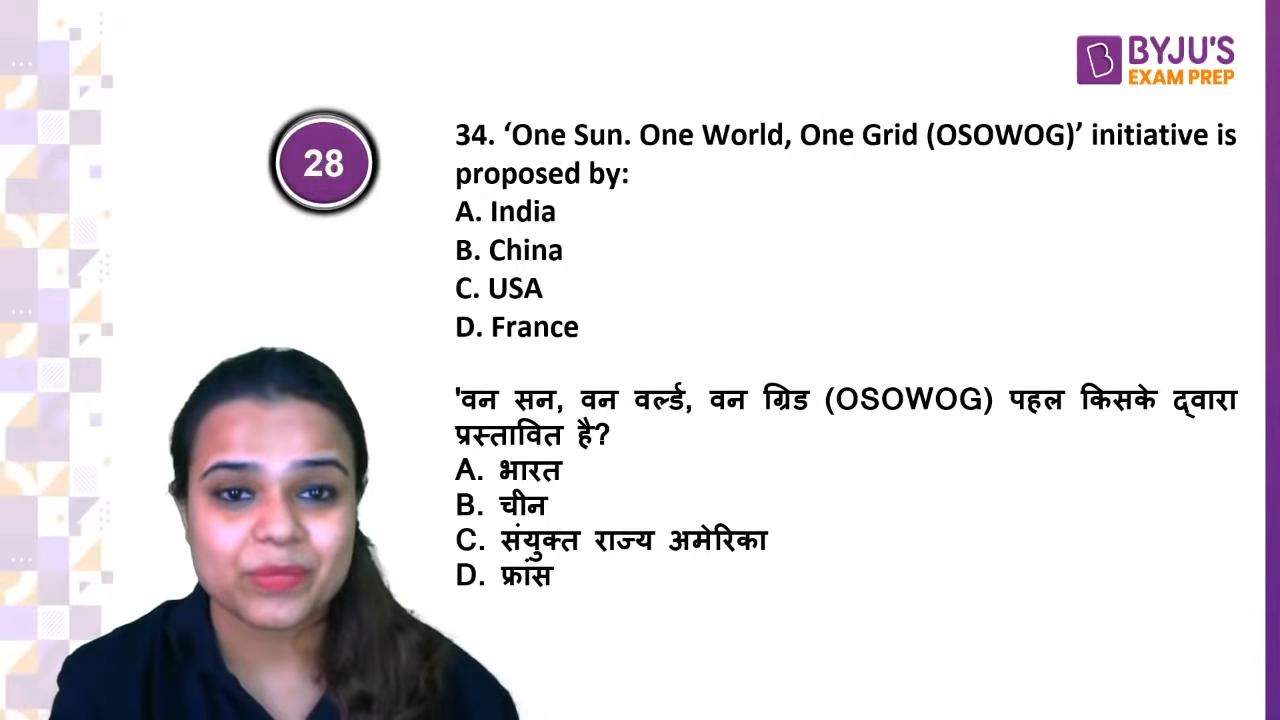 BYJU'S
EXAM PREP
28
34. ‘One Sun. One World, One Grid (OSOWOG)’ initiative is
proposed by:
A. India
B. China
C. USA
D. France
'वन सन, वन वर्ल्ड, वन ग्रिड (OSOWOG) पहल किसके द्वारा
प्रस्तावित है?
A. भारत
B. चीन
C. संयुक्त राज्य अमेरिका
D. फ्रांस